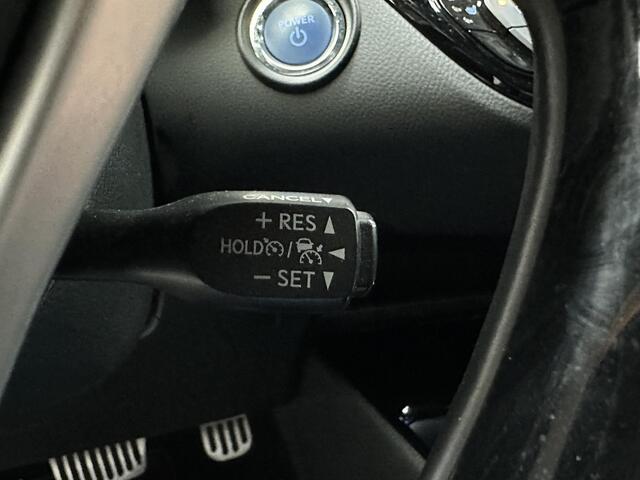 POWER
CANCEL▼
+ RES ▲
HOLD / ◀
− SET ▼